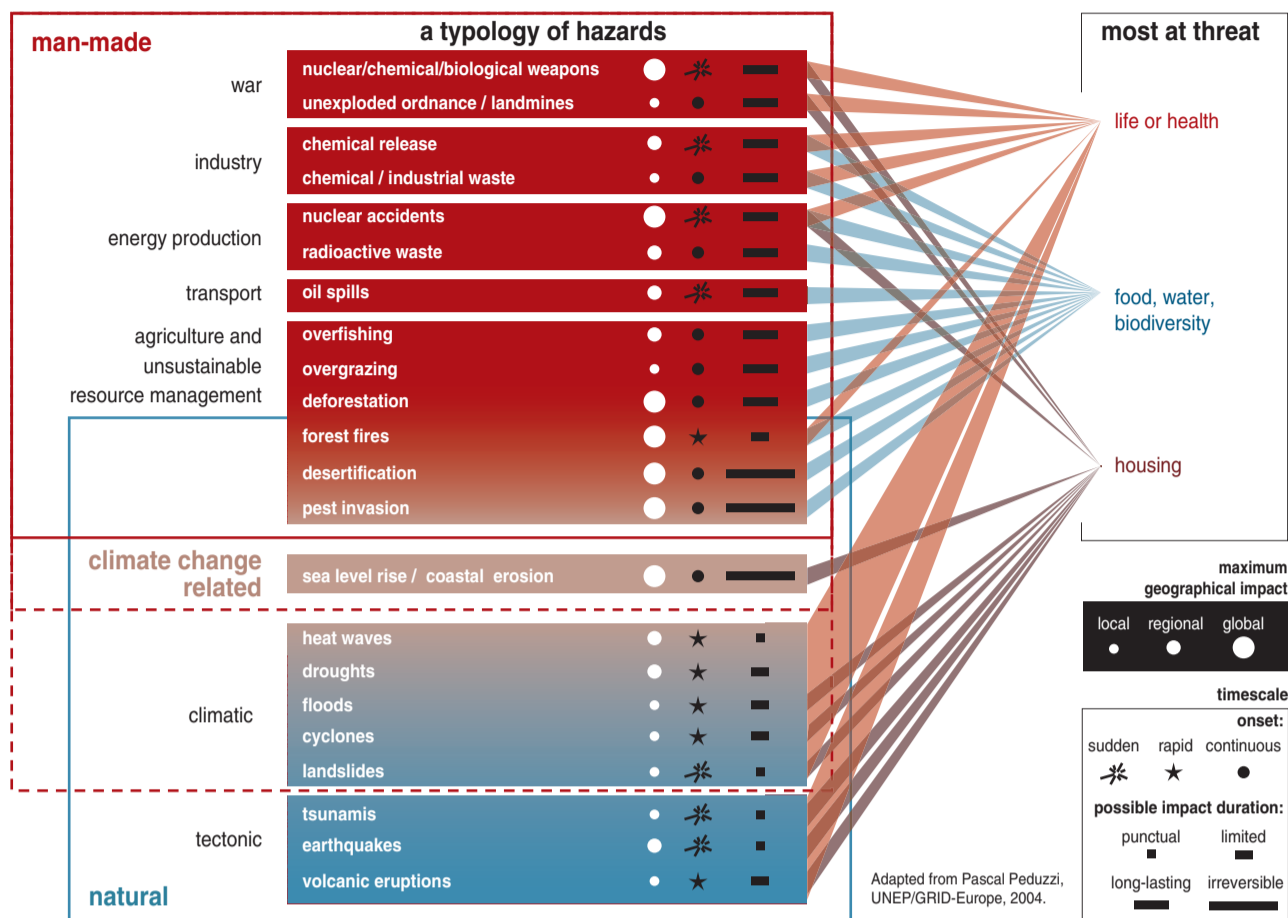 a typology of hazards
man-made
war
nuclear/chemical/biological weapons
unexploded ordnance / landmines
industry
chemical release
chemical / industrial waste
energy production
nuclear accidents
radioactive waste
transport
oil spills
agriculture and
unsustainable
resource management
overfishing
overgrazing
deforestation
forest fires
desertification
pest invasion
climate change
related
sea level rise / coastal erosion
climatic
heat waves
droughts
floods
cyclones
landslides
tectonic
tsunamis
earthquakes
volcanic eruptions
natural
most at threat
life or health
food, water,
biodiversity
housing
maximum
geographical impact
local regional global
timescale
onset:
sudden rapid continuous
possible impact duration:
punctual limited
long-lasting irreversible
Adapted from Pascal Peduzzi,
UNEP/GRID-Europe, 2004.